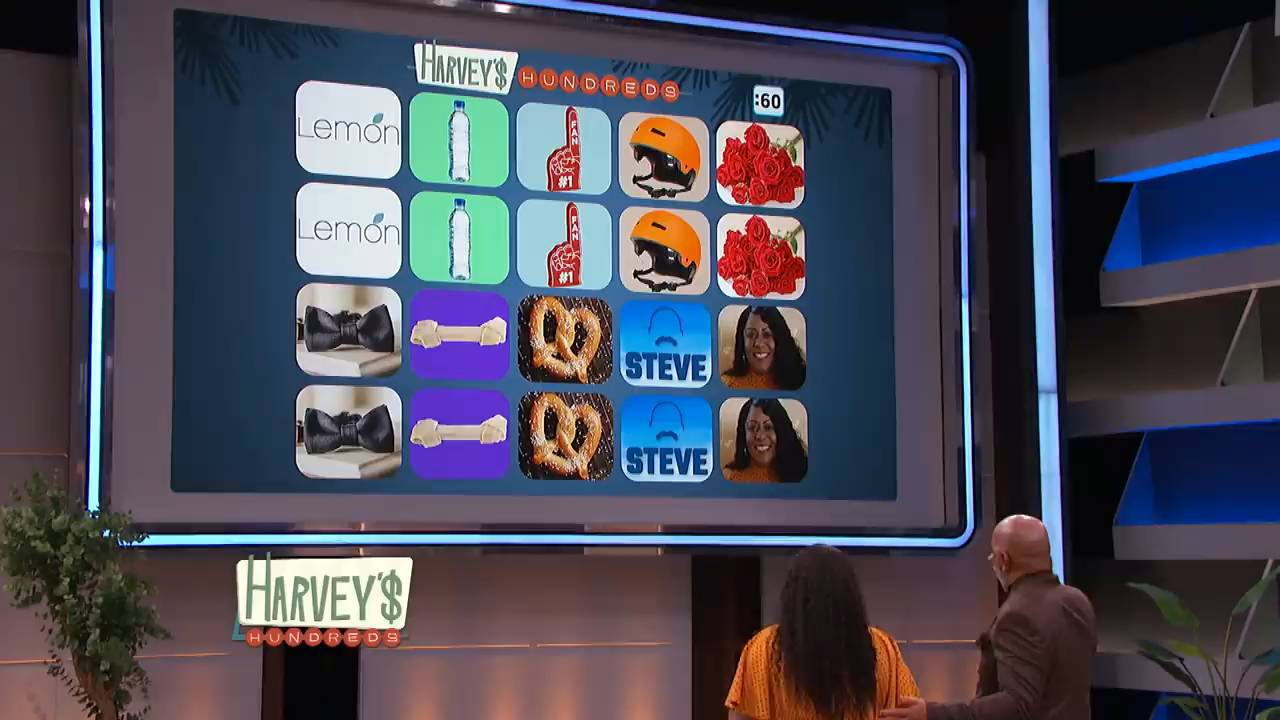 HARVEY'$ HUNDREDS
:60
Lemon
FAN
#1
Lemon
FAN
#1
STEVE
STEVE
HARVEY'$
HUNDREDS